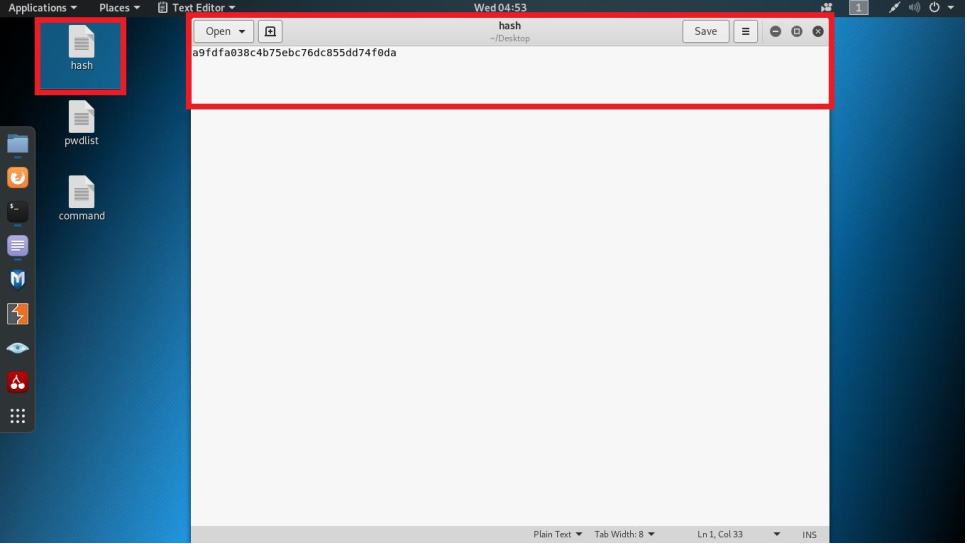 Applications Places Text Editor Wed 04:53 1
Open hash Save
~/Desktop
a9fdfa038c4b75ebc76dc855dd74f0da
hash
pwdlist
$_
command
Plain Text Tab Width: 8 Ln 1, Col 33 INS